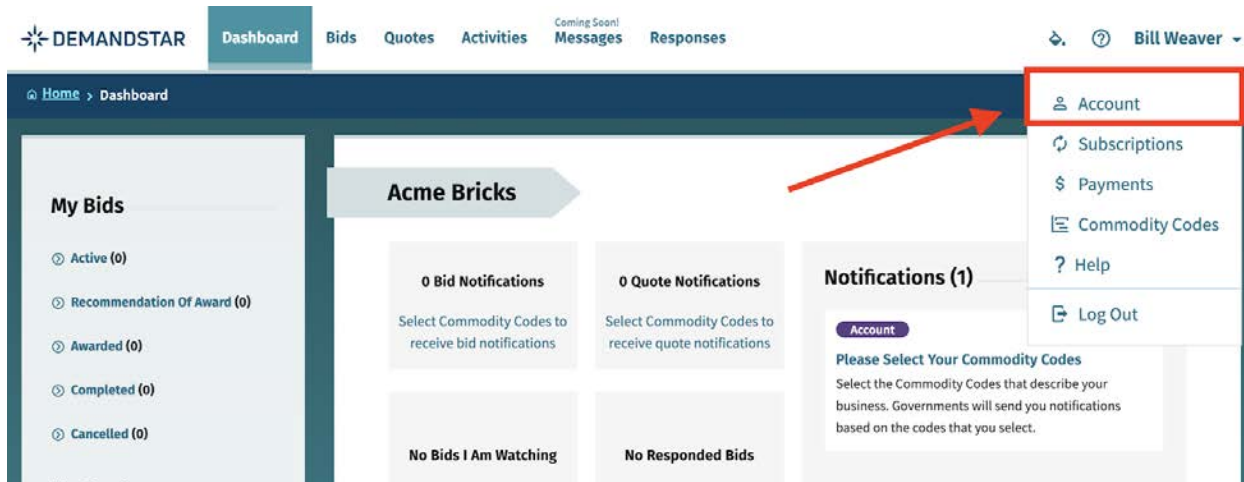 DEMANDSTAR
Dashboard
Bids
Quotes
Activities
Coming Soon!
Messages
Responses
Bill Weaver
Home > Dashboard
Account
Subscriptions
$ Payments
Commodity Codes
? Help
Log Out
My Bids
Active (0)
Recommendation Of Award (0)
Awarded (0)
Completed (0)
Cancelled (0)
Acme Bricks
0 Bid Notifications
Select Commodity Codes to
receive bid notifications
0 Quote Notifications
Select Commodity Codes to
receive quote notifications
No Bids I Am Watching
No Responded Bids
Notifications (1)
Account
Please Select Your Commodity Codes
Select the Commodity Codes that describe your
business. Governments will send you notifications
based on the codes that you select.